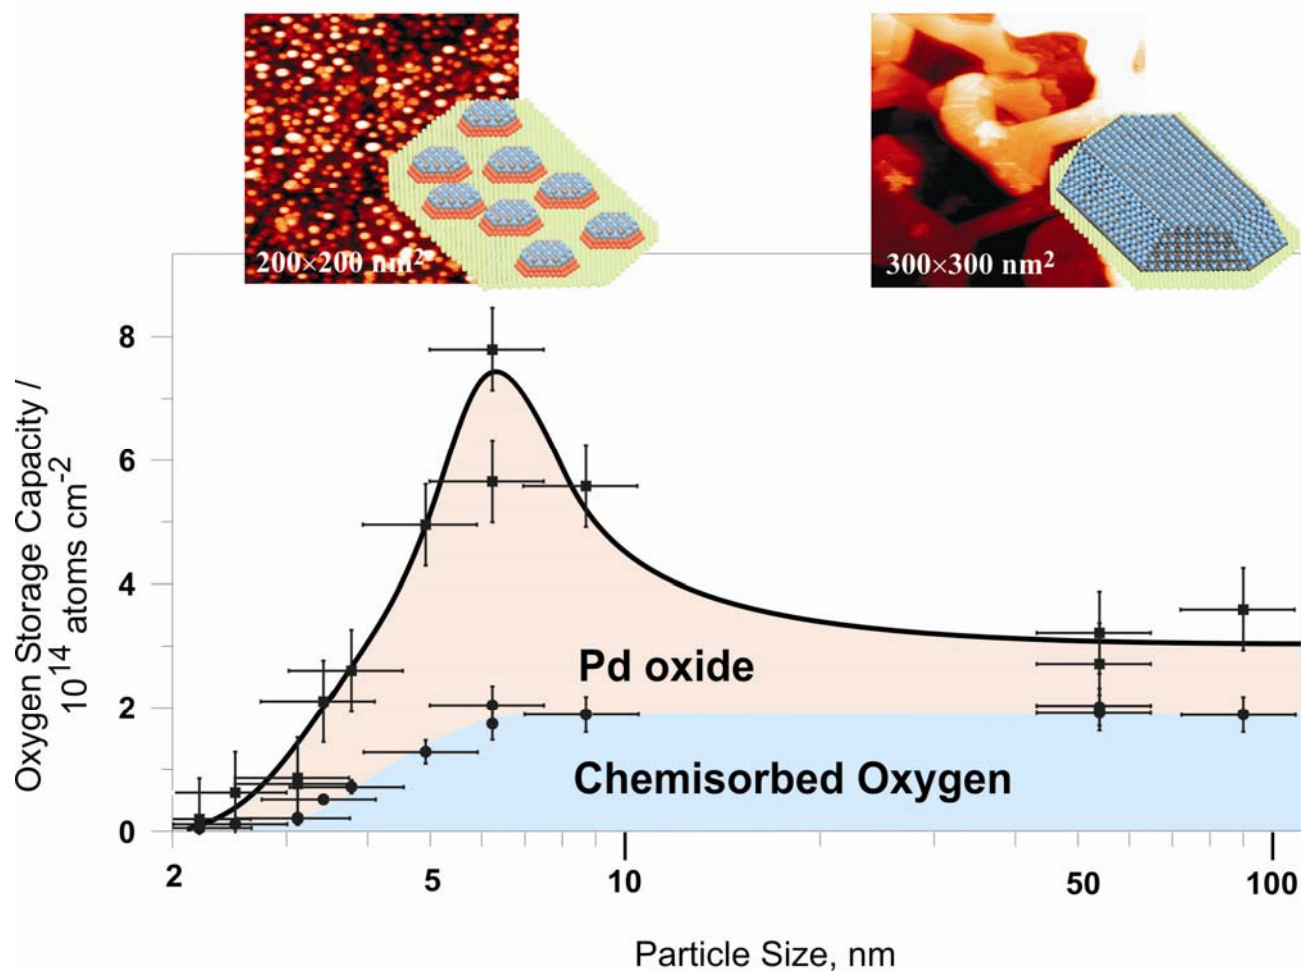 200×200 nm²
300×300 nm²
Oxygen Storage Capacity /
10¹⁴ atoms cm⁻²
8
6
4
2
0
Pd oxide
Chemisorbed Oxygen
2
5
10
50
100
Particle Size, nm